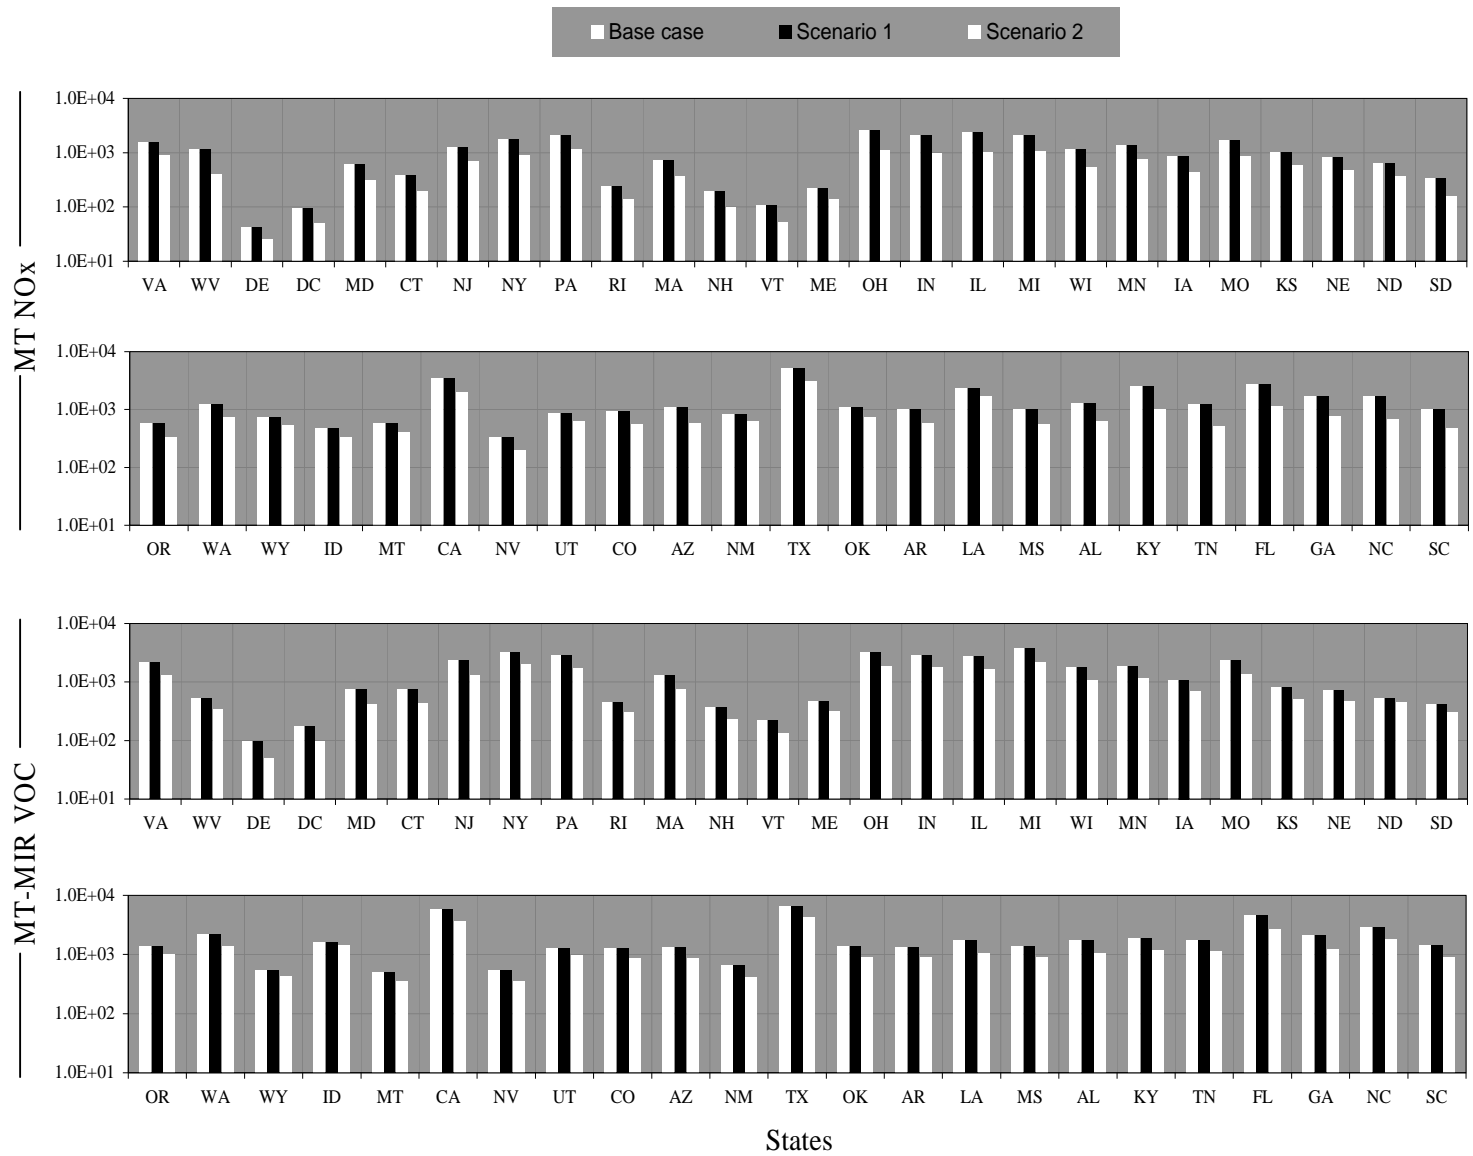 Base case Scenario 1 Scenario 2
MT NOx
1.0E+04
1.0E+03
1.0E+02
1.0E+01
VA WV DE DC MD CT NJ NY PA RI MA NH VT ME OH IN IL MI WI MN IA MO KS NE ND SD
1.0E+04
1.0E+03
1.0E+02
1.0E+01
OR WA WY ID MT CA NV UT CO AZ NM TX OK AR LA MS AL KY TN FL GA NC SC
MT-MIR VOC
1.0E+04
1.0E+03
1.0E+02
1.0E+01
VA WV DE DC MD CT NJ NY PA RI MA NH VT ME OH IN IL MI WI MN IA MO KS NE ND SD
1.0E+04
1.0E+03
1.0E+02
1.0E+01
OR WA WY ID MT CA NV UT CO AZ NM TX OK AR LA MS AL KY TN FL GA NC SC
States